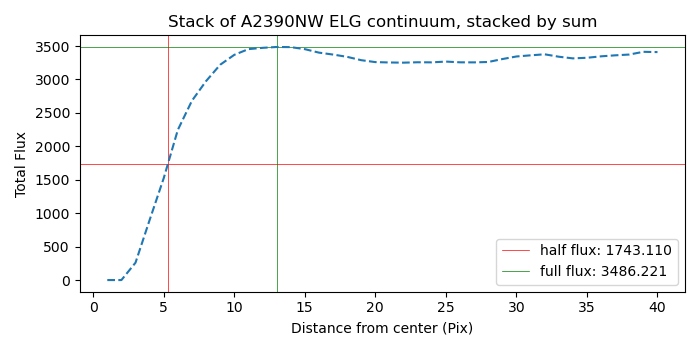 Stack of A2390NW ELG continuum, stacked by sum
Total Flux
3500
3000
2500
2000
1500
1000
500
0
half flux: 1743.110
full flux: 3486.221
0 5 10 15 20 25 30 35 40
Distance from center (Pix)